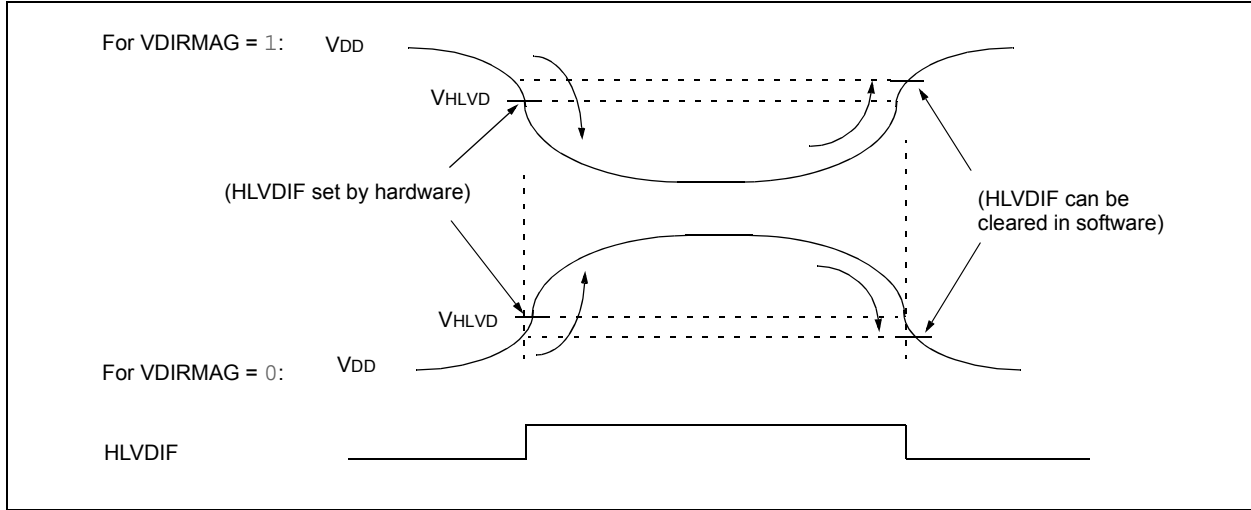 For VDIRMAG = 1: VDD
VHLVD
(HLVDIF set by hardware)
(HLVDIF can be
cleared in software)
VHLVD
For VDIRMAG = 0: VDD
HLVDIF